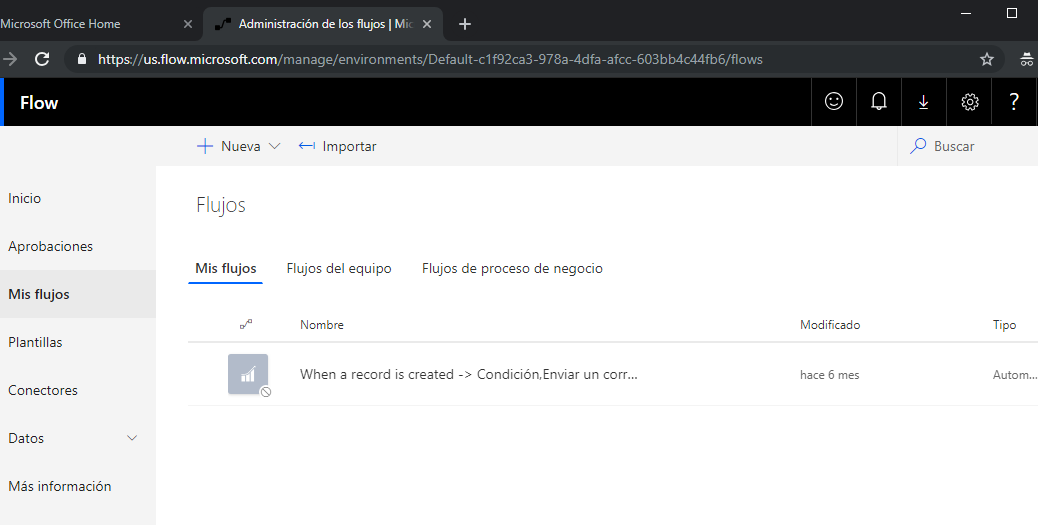 Microsoft Office Home
Administración de los flujos | Mic
https://us.flow.microsoft.com/manage/environments/Default-c1f92ca3-978a-4dfa-afcc-603bb4c44fb6/flows
Flow
?
Nueva
Importar
Buscar
Inicio
Aprobaciones
Mis flujos
Plantillas
Conectores
Datos
Más información
Flujos
Mis flujos
Flujos del equipo
Flujos de proceso de negocio
Nombre
Modificado
Tipo
When a record is created -> Condición,Enviar un corr...
hace 6 mes
Autom...